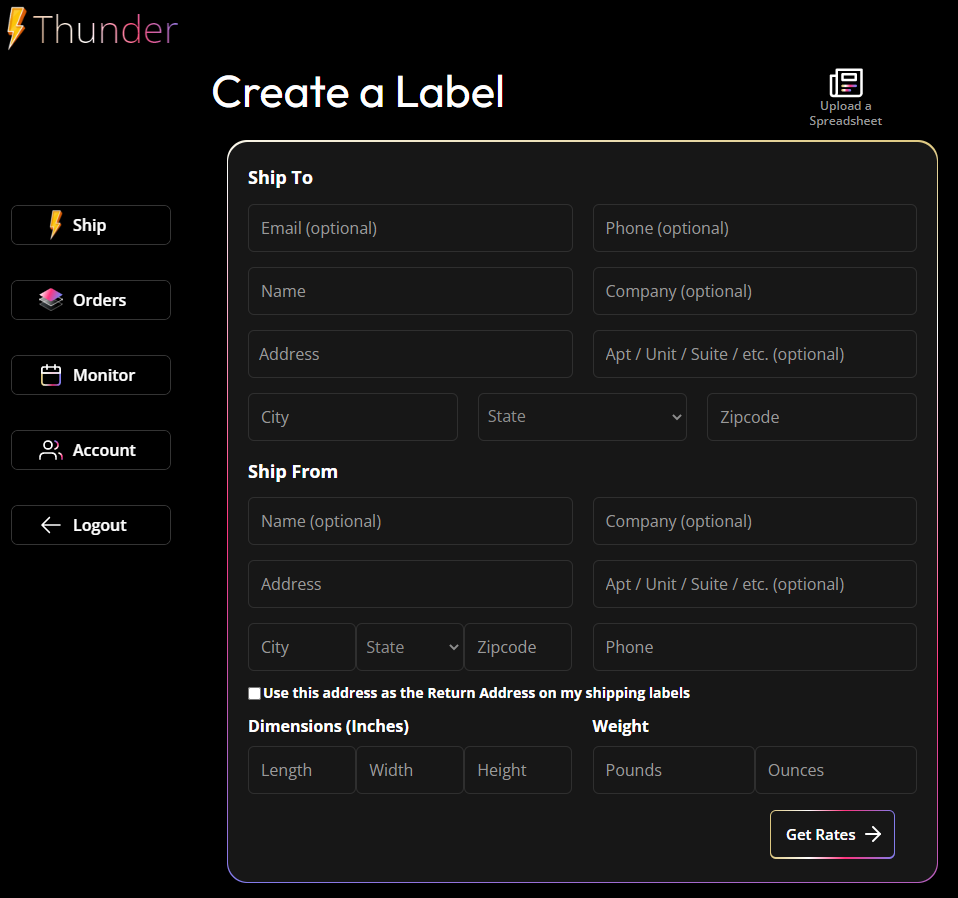 Thunder
Create a Label
Upload a
Spreadsheet
Ship
Orders
Monitor
Account
Logout
Ship To
Email (optional) Phone (optional)
Name Company (optional)
Address Apt / Unit / Suite / etc. (optional)
City State Zipcode
Ship From
Name (optional) Company (optional)
Address Apt / Unit / Suite / etc. (optional)
City State Zipcode Phone
Use this address as the Return Address on my shipping labels
Dimensions (Inches) Weight
Length Width Height Pounds Ounces
Get Rates